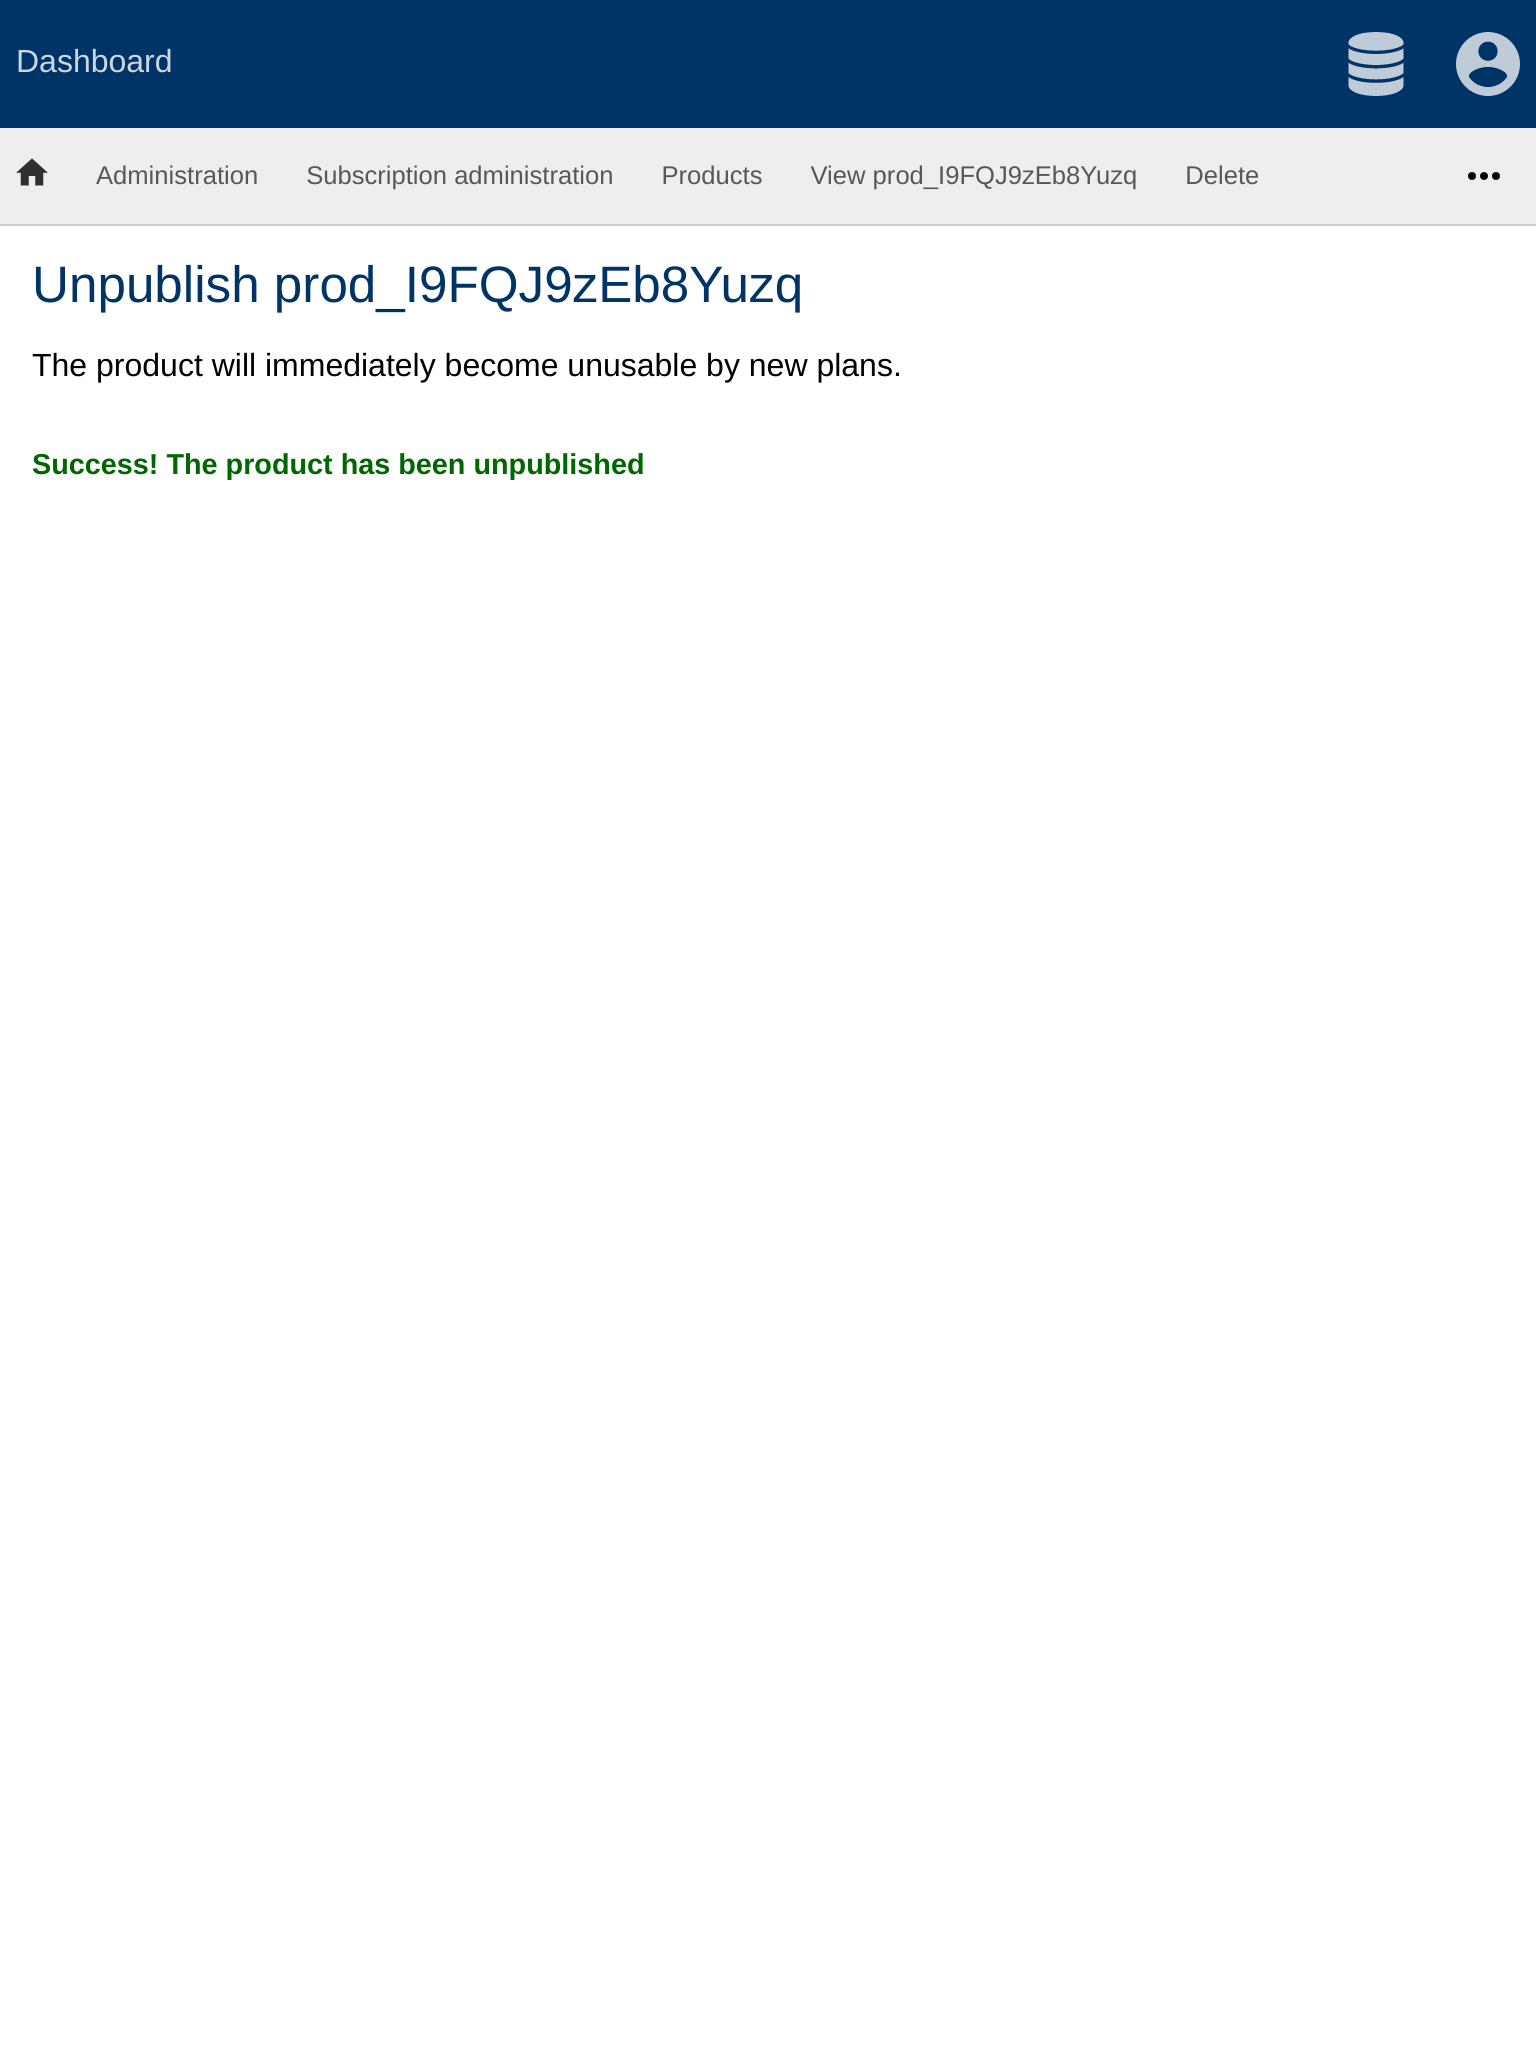 Dashboard
Administration Subscription administration Products View prod_I9FQJ9zEb8Yuzq Delete
Unpublish prod_I9FQJ9zEb8Yuzq
The product will immediately become unusable by new plans.
Success! The product has been unpublished